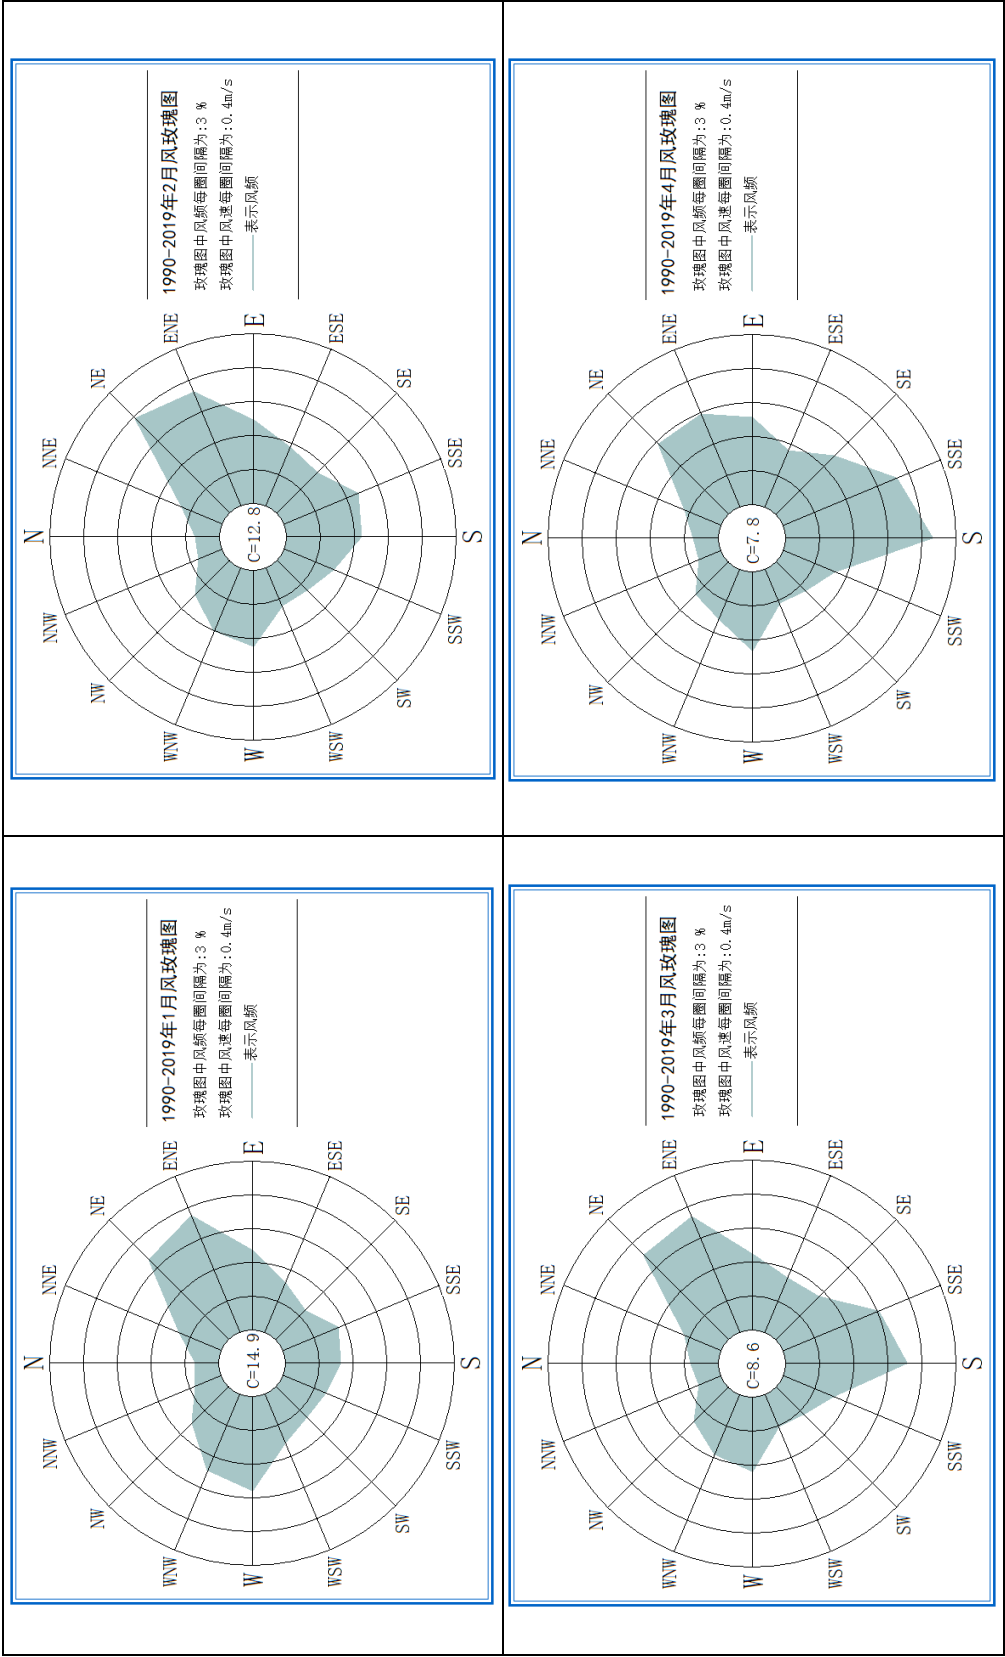 1990-2019年1月风玫瑰图
玫瑰图中风频每圈间隔为:3 %
玫瑰图中风速每圈间隔为:0.4m/s
表示风频
N
NNE
NE
ENE
E
ESE
SE
SSE
S
SSW
SW
WSW
W
WNW
NW
NNW
C=14.9
1990-2019年2月风玫瑰图
玫瑰图中风频每圈间隔为:3 %
玫瑰图中风速每圈间隔为:0.4m/s
表示风频
N
NNE
NE
ENE
E
ESE
SE
SSE
S
SSW
SW
WSW
W
WNW
NW
NNW
C=12.8
1990-2019年3月风玫瑰图
玫瑰图中风频每圈间隔为:3 %
玫瑰图中风速每圈间隔为:0.4m/s
表示风频
N
NNE
NE
ENE
E
ESE
SE
SSE
S
SSW
SW
WSW
W
WNW
NW
NNW
C=8.6
1990-2019年4月风玫瑰图
玫瑰图中风频每圈间隔为:3 %
玫瑰图中风速每圈间隔为:0.4m/s
表示风频
N
NNE
NE
ENE
E
ESE
SE
SSE
S
SSW
SW
WSW
W
WNW
NW
NNW
C=7.8